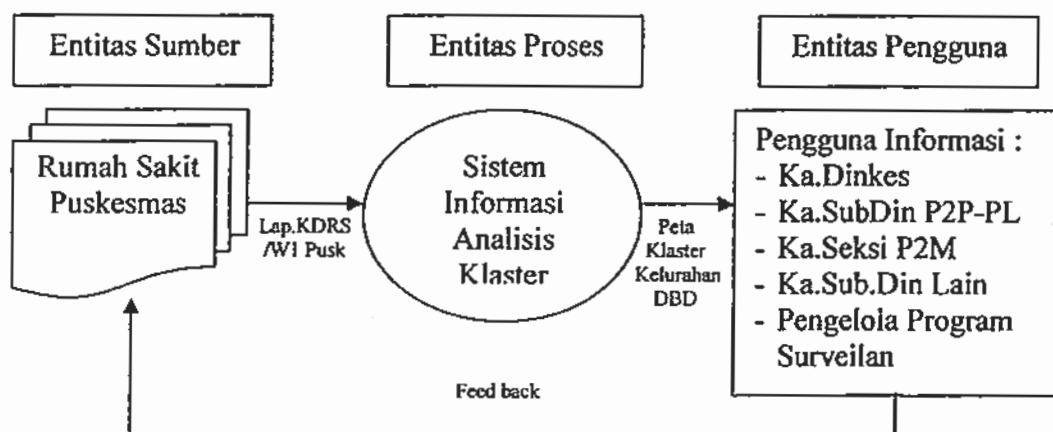 Entitas Sumber
Entitas Proses
Entitas Pengguna
Rumah Sakit
Puskesmas
Lap.KDRS
/W1 Pusk
Sistem
Informasi
Analisis
Klaster
Peta
Klaster
Kelurahan
DBD
Pengguna Informasi :
- Ka.Dinkes
- Ka.SubDin P2P-PL
- Ka.Seksi P2M
- Ka.Sub.Din Lain
- Pengelola Program
Surveilan
Feed back